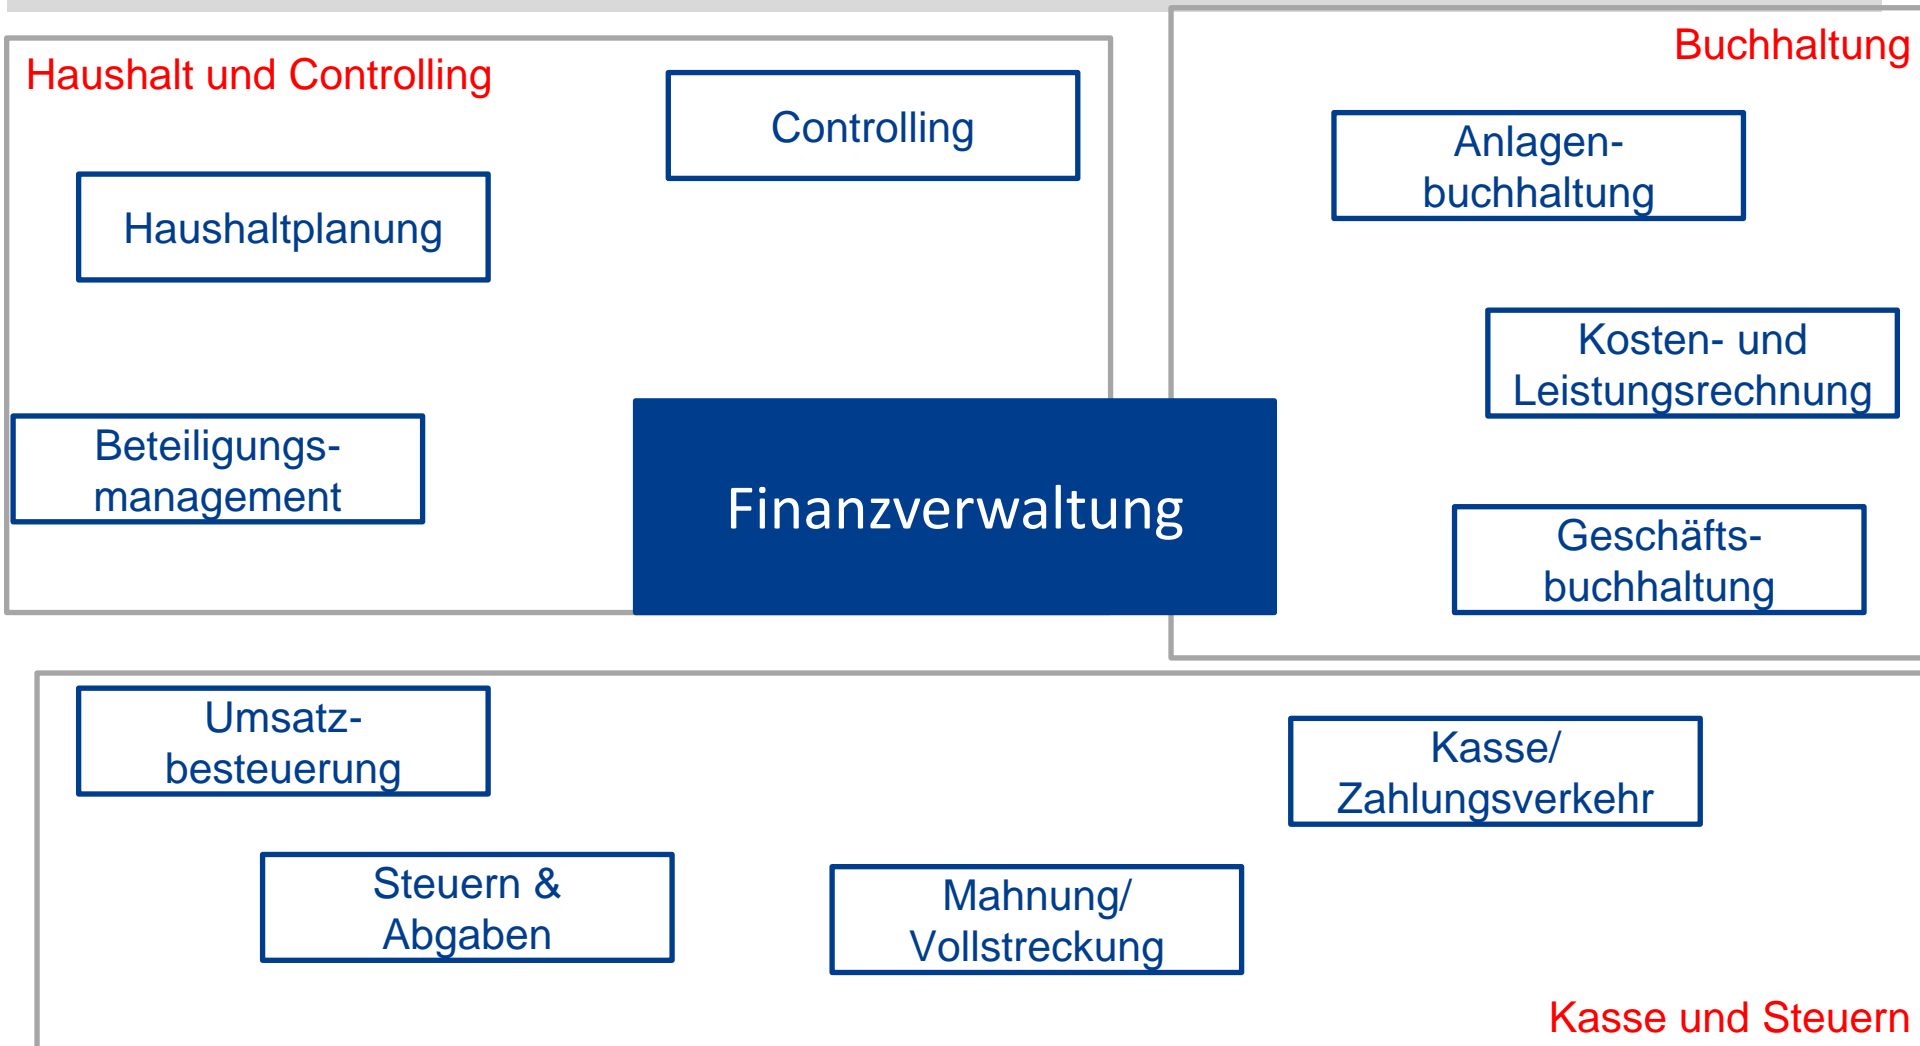 Haushalt und Controlling
Controlling
Haushaltplanung
Beteiligungs-
management
Buchhaltung
Anlagen-
buchhaltung
Kosten- und
Leistungsrechnung
Geschäfts-
buchhaltung
Finanzverwaltung
Umsatz-
besteuerung
Steuern &
Abgaben
Mahnung/
Vollstreckung
Kasse/
Zahlungsverkehr
Kasse und Steuern